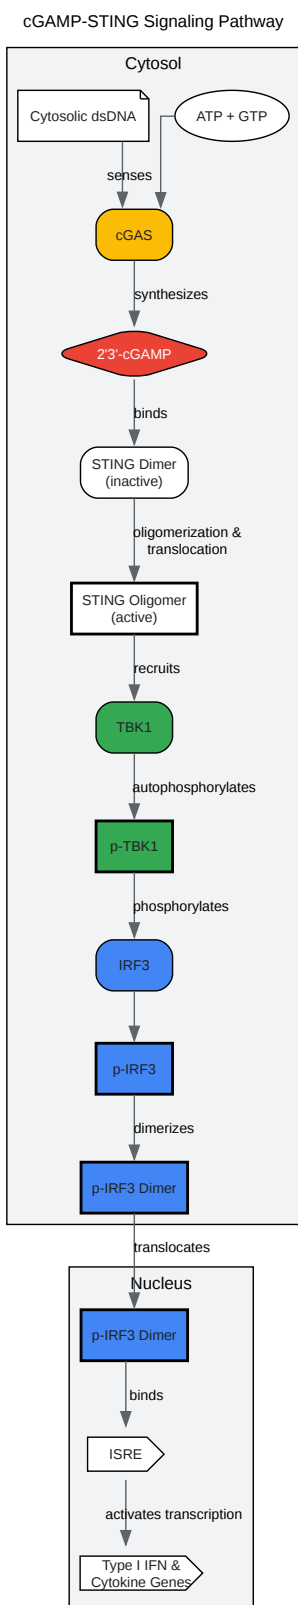 cGAMP-STING Signaling Pathway
Cytosol
Cytosolic dsDNA
ATP + GTP
senses
cGAS
synthesizes
2'3'-cGAMP
binds
STING Dimer
(inactive)
oligomerization &
translocation
STING Oligomer
(active)
recruits
TBK1
autophosphorylates
p-TBK1
phosphorylates
IRF3
p-IRF3
dimerizes
p-IRF3 Dimer
translocates
Nucleus
p-IRF3 Dimer
binds
ISRE
activates transcription
Type I IFN &
Cytokine Genes